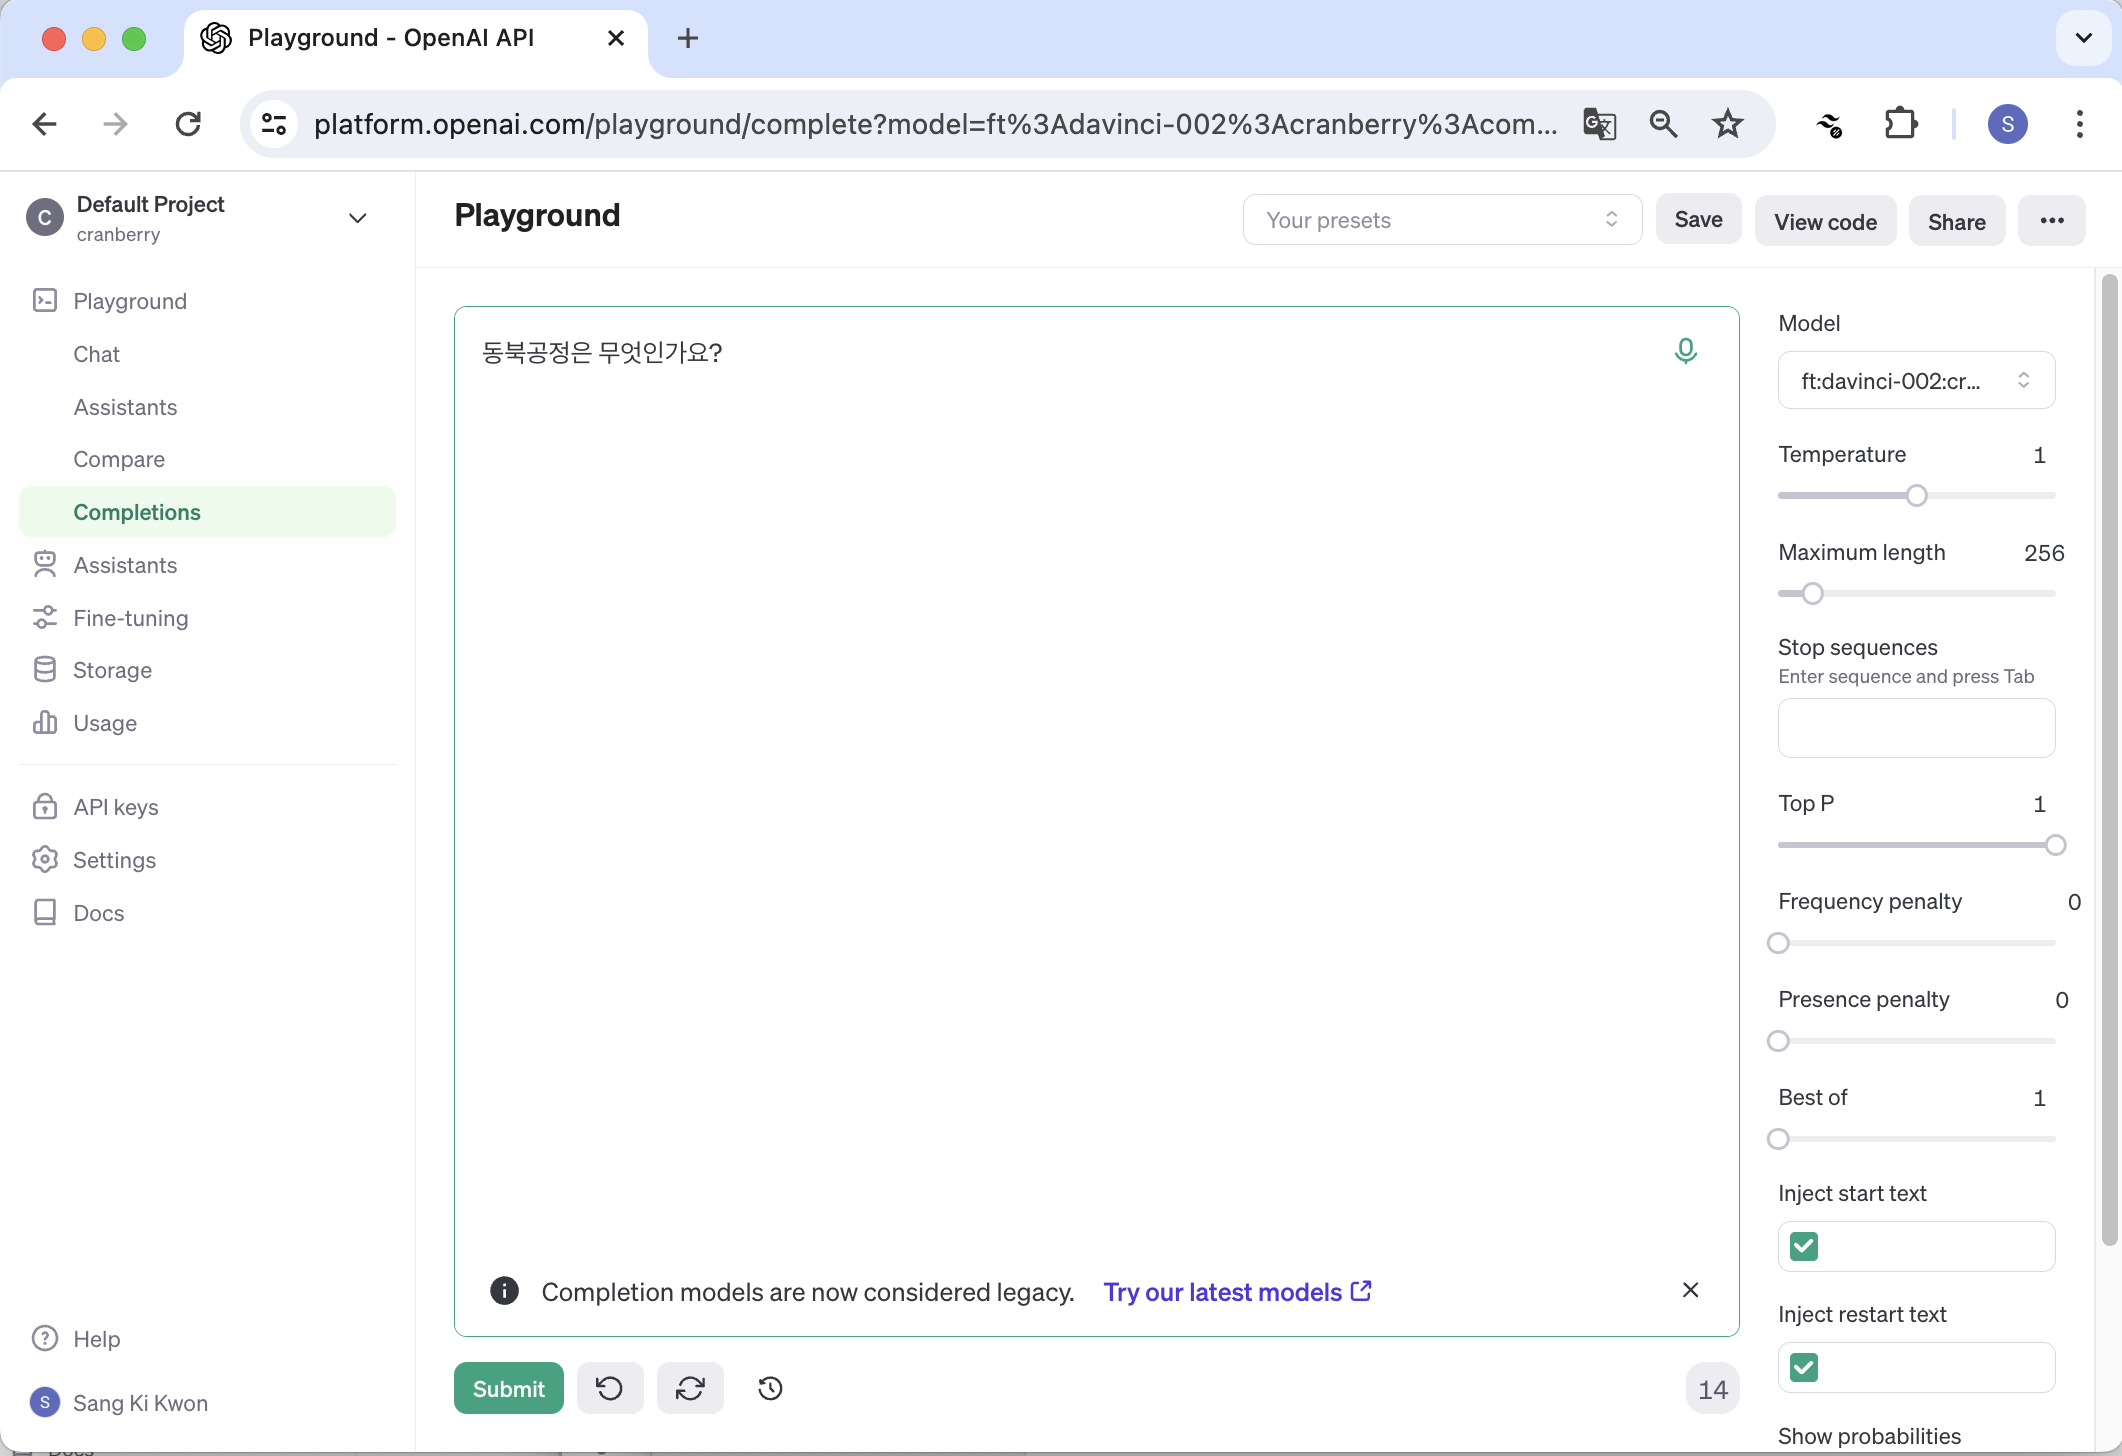 Playground - OpenAI API
platform.openai.com/playground/complete?model=ft%3Adavinci-002%3Acranberry%3Acom...
S
C
Default Project
cranberry
Playground
Chat
Assistants
Compare
Completions
Assistants
Fine-tuning
Storage
Usage
API keys
Settings
Docs
Help
S
Sang Ki Kwon
Playground
Your presets
Save
View code
Share
동북공정은 무엇인가요?
Completion models are now considered legacy.
Try our latest models
Submit
14
Model
ft:davinci-002:cr...
Temperature
1
Maximum length
256
Stop sequences
Enter sequence and press Tab
Top P
1
Frequency penalty
0
Presence penalty
0
Best of
1
Inject start text
Inject restart text
Show probabilities